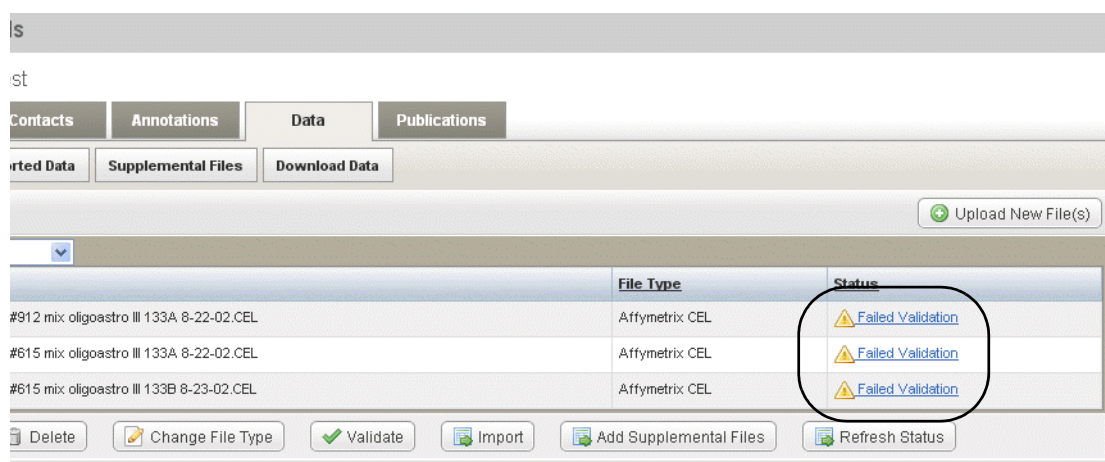 ls
est
Contacts Annotations Data Publications
orted Data Supplemental Files Download Data
Upload New File(s)
File Type Status
#912 mix oligoastro III 133A 8-22-02.CEL Affymetrix CEL Failed Validation
#615 mix oligoastro III 133A 8-22-02.CEL Affymetrix CEL Failed Validation
#615 mix oligoastro III 133B 8-23-02.CEL Affymetrix CEL Failed Validation
Delete Change File Type Validate Import Add Supplemental Files Refresh Status